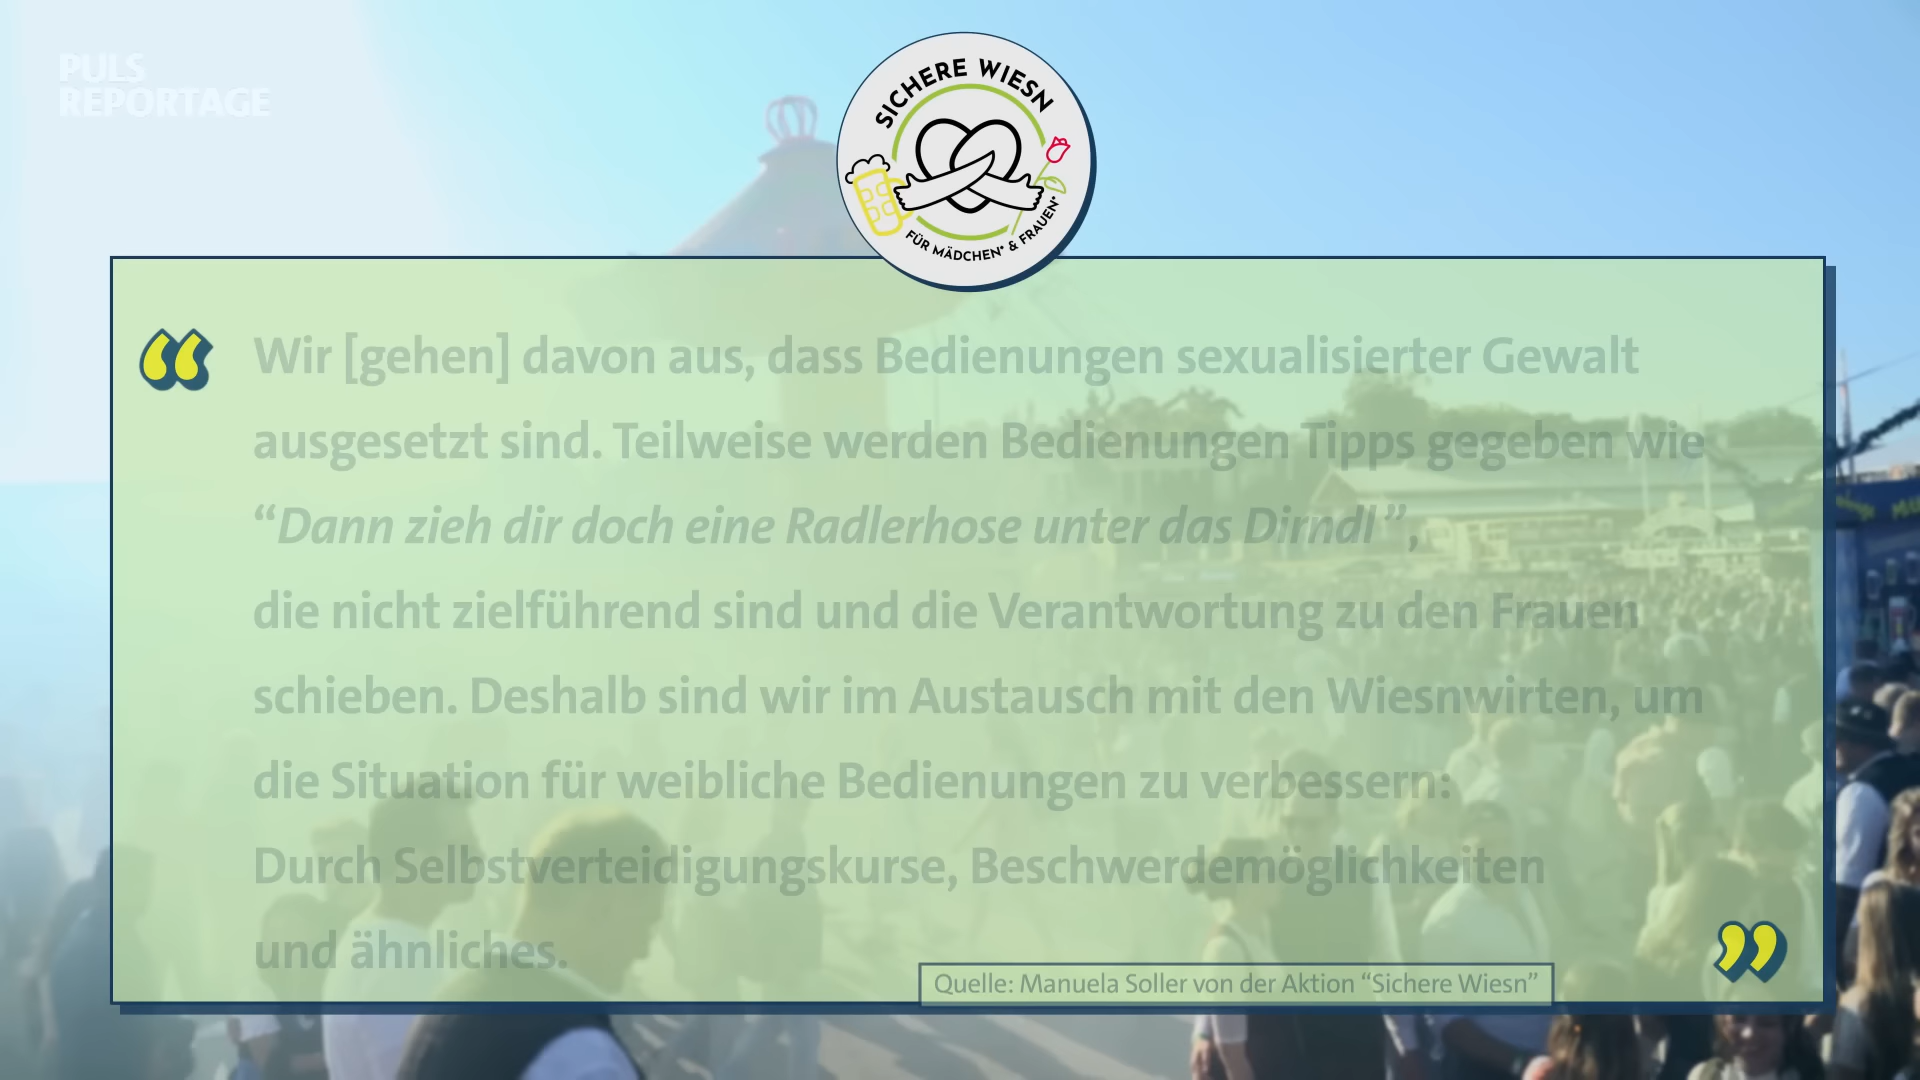 PULS
REPORTAGE
SICHERE WIESN
FÜR MÄDCHEN* & FRAUEN*
“
Wir [gehen] davon aus, dass Bedienungen sexualisierter Gewalt
ausgesetzt sind. Teilweise werden Bedienungen Tipps gegeben wie
“Dann zieh dir doch eine Radlerhose unter das Dirndl”,
die nicht zielführend sind und die Verantwortung zu den Frauen
schieben. Deshalb sind wir im Austausch mit den Wiesnwirten, um
die Situation für weibliche Bedienungen zu verbessern:
Durch Selbstverteidigungskurse, Beschwerdemöglichkeiten
und ähnliches.
”
Quelle: Manuela Soller von der Aktion “Sichere Wiesn”